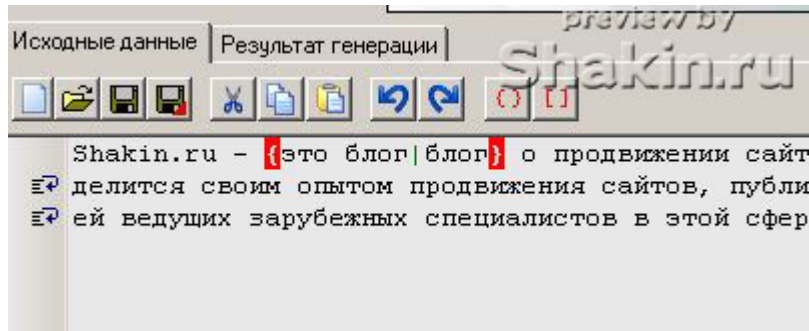 preview by
Shakin.ru
Исходные данные Результат генерации
Shakin.ru - {это блог|блог} о продвижении сайт
делится своим опытом продвижения сайтов, публи
ей ведущих зарубежных специалистов в этой сфер